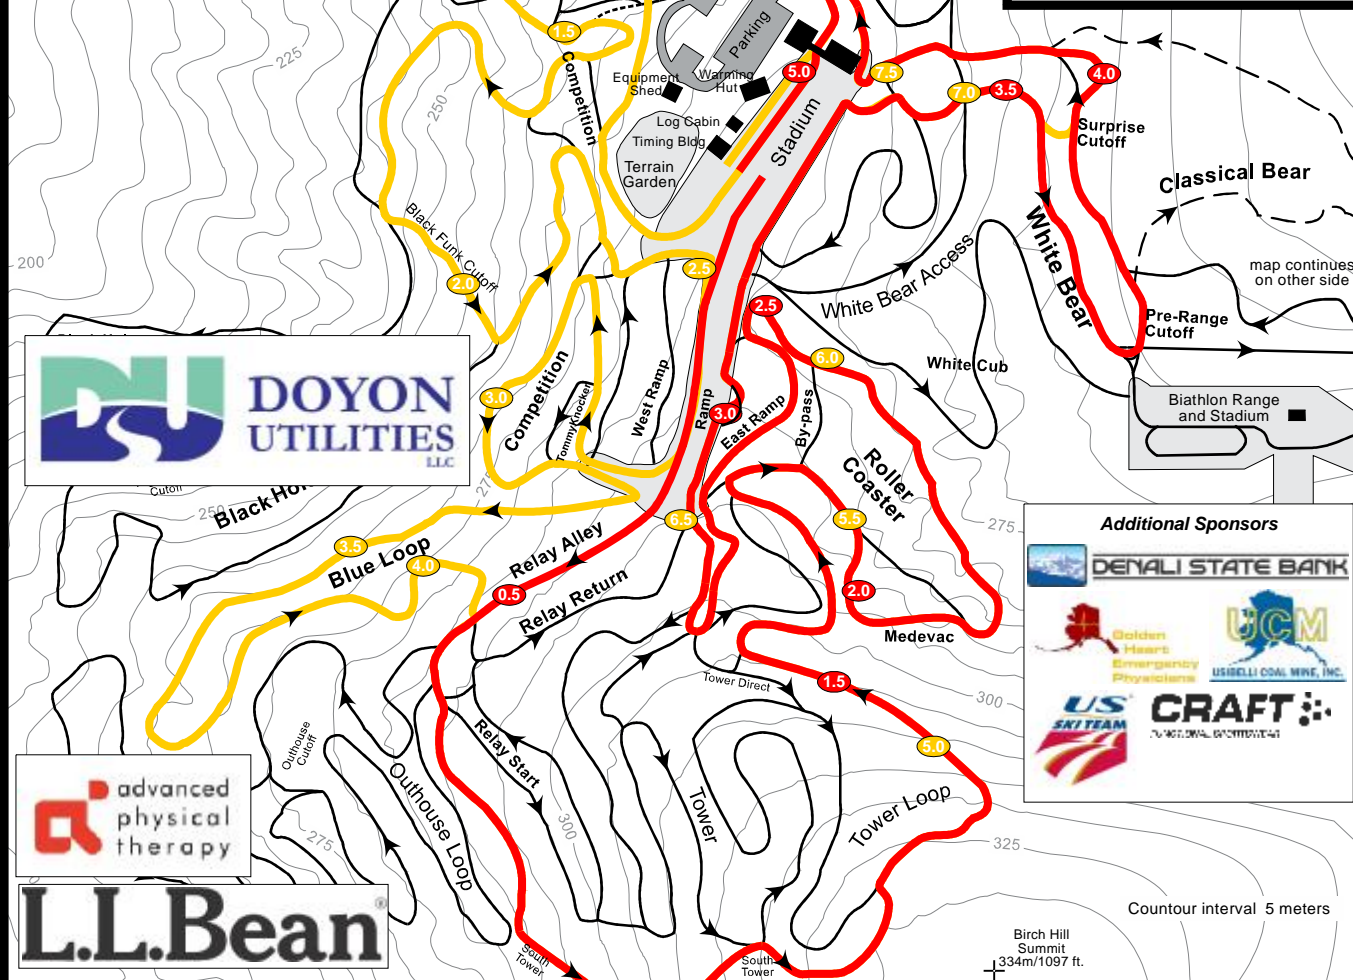 1.5
Competition
Parking
Equipment
Shed
Warming
Hut
Log Cabin
Timing Bldg
Terrain
Garden
Stadium
5.0
7.5
7.0
3.5
4.0
Surprise
Cutoff
Classical Bear
225
250
200
Black Funk Cutoff
2.0
2.5
White Bear Access
White Bear
map continues
on other side
Pre-Range
Cutoff
2.5
6.0
White Cub
Biathlon Range
and Stadium
DOYON
UTILITIES
LLC
3.0
Competition
TommyKnocker
West Ramp
Ramp
3.0
East Ramp
By-pass
Roller
Coaster
Cutoff
250
275
275
6.5
5.5
3.5
Blue Loop
4.0
Relay Alley
0.5
Relay Return
2.0
Medevac
Tower Direct
1.5
300
5.0
Outhouse
Cutoff
Outhouse Loop
Relay Start
Tower
Tower Loop
300
275
325
South
Tower
South
Tower
Additional Sponsors
DENALI STATE BANK
Golden
Heart
Emergency
Physicians
UCM
USIBELLI COAL MINE, INC.
US
SKI TEAM
CRAFT
advanced
physical
therapy
L.L.Bean®
Countour interval 5 meters
Birch Hill
Summit
334m/1097 ft.